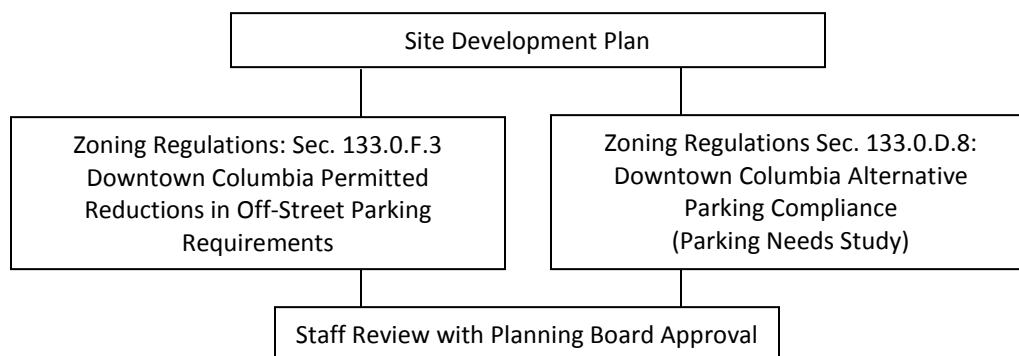 Site Development Plan
Zoning Regulations: Sec. 133.0.F.3
Downtown Columbia Permitted
Reductions in Off-Street Parking
Requirements
Zoning Regulations Sec. 133.0.D.8:
Downtown Columbia Alternative
Parking Compliance
(Parking Needs Study)
Staff Review with Planning Board Approval